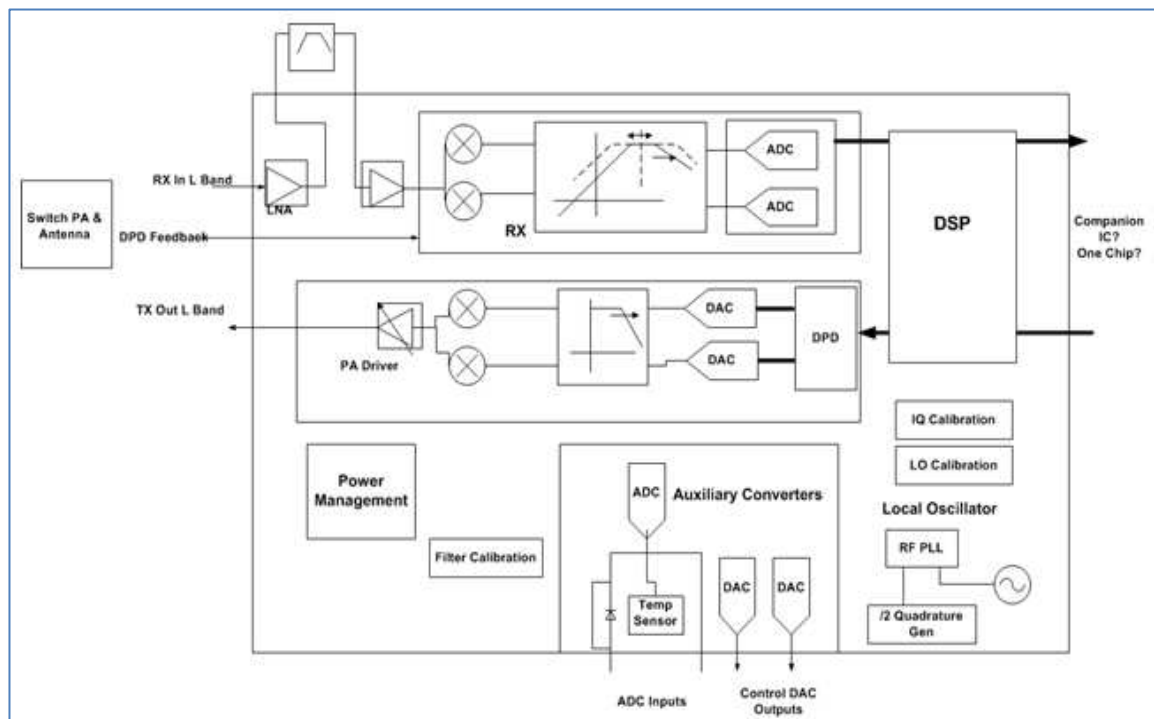 RX In L Band
LNA
Switch PA &
Antenna
DPD Feedback
RX
ADC
ADC
DSP
Companion
IC?
One Chip?
TX Out L Band
PA Driver
DAC
DAC
DPD
IQ Calibration
LO Calibration
Power
Management
ADC
Auxiliary Converters
Local Oscillator
Filter Calibration
RF PLL
Temp
Sensor
DAC
DAC
/2 Quadrature
Gen
ADC Inputs
Control DAC
Outputs